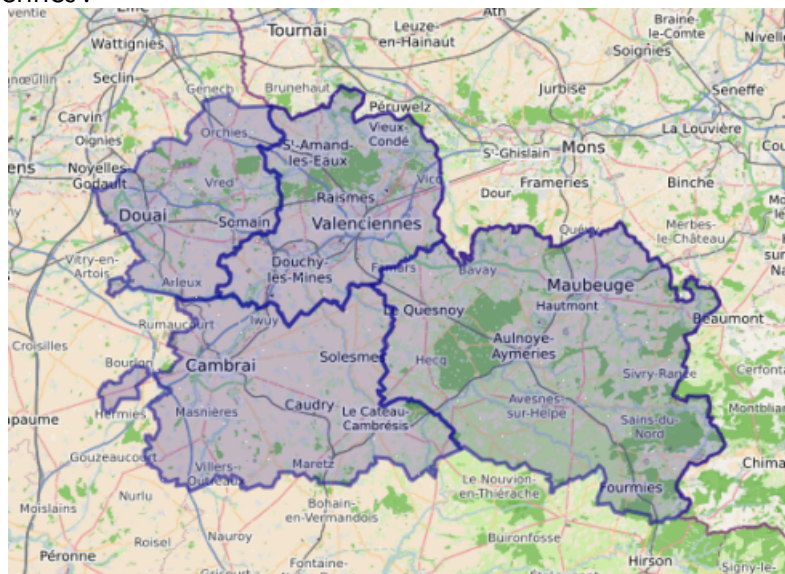 Ath
Braine-
le-Comte
Nivelle
Wattignies
Tournai
Leuze-
en-Hainaut
Soignies
Seclin
Genech
Brunehaut
Jurbise
Seneffe
Carvin
Oignies
Orchies
Péruwelz
Vieux-
Condé
La Louvière
Noyelles
Godault
St-Amand-
les-Eaux
St-Ghislain
Mons
Vred
Raismes
Vicq
Dour
Frameries
Binche
Douai
Somain
Valenciennes
Quévy
Merbes-
le-Château
Vitry-en-
Artois
Arleux
Douchy-
les-Mines
Famars
Bavay
Maubeuge
Rumaucourt
Iwuy
Le Quesnoy
Hautmont
Beaumont
Croisilles
Bourlon
Cambrai
Solesmes
Hecq
Aulnoye-
Aymeries
Sivry-Rance
Hermies
Masnières
Caudry
Le Cateau-
Cambrésis
Avesnes-
sur-Helpe
Sains-du-
Nord
apaume
Gouzeaucourt
Villers-
Outréaux
Maretz
Le Nouvion-
en-Thiérache
Fourmies
Chima
Moislains
Nurlu
Bohain-
en-Vermandois
Péronne
Roisel
Nauroy
Fontaine-
Buironfosse
Hirson
Signy-le-